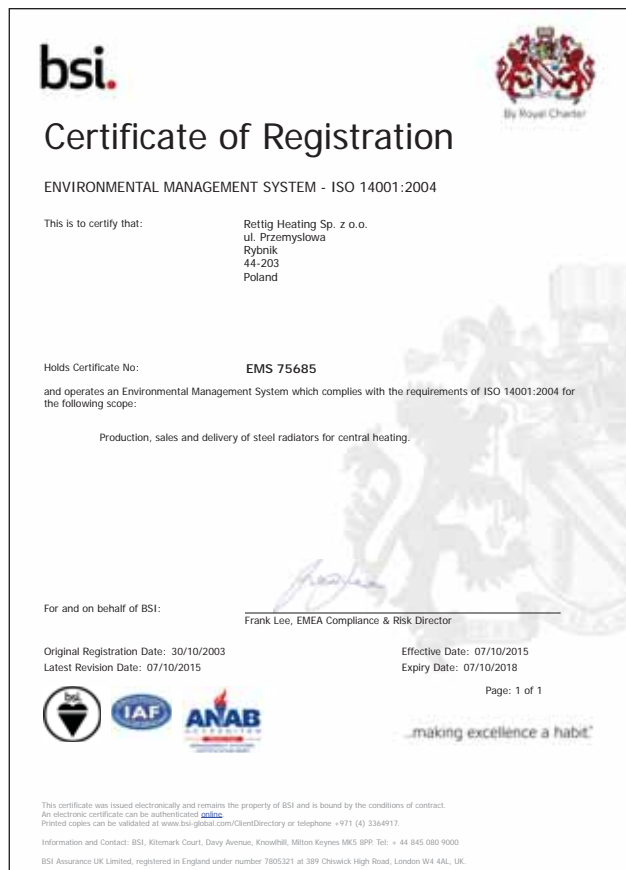 bsi.
By Royal Charter
Certificate of Registration
ENVIRONMENTAL MANAGEMENT SYSTEM - ISO 14001:2004
This is to certify that:
Rettig Heating Sp. z o.o.
ul. Przemyslowa
Rybnik
44-203
Poland
Holds Certificate No:
EMS 75685
and operates an Environmental Management System which complies with the requirements of ISO 14001:2004 for
the following scope:
Production, sales and delivery of steel radiators for central heating.
For and on behalf of BSI:
Frank Lee, EMEA Compliance & Risk Director
Original Registration Date: 30/10/2003
Effective Date: 07/10/2015
Latest Revision Date: 07/10/2015
Expiry Date: 07/10/2018
Page: 1 of 1
bsi.
IAF
ANAB
ACCREDITED
...making excellence a habit.™
This certificate was issued electronically and remains the property of BSI and is bound by the conditions of contract.
An electronic certificate can be authenticated online.
Printed copies can be validated at www.bsi-global.com/ClientDirectory or telephone +971 (4) 3364917.
Information and Contact: BSI, Kitemark Court, Davy Avenue, Knowlhill, Milton Keynes MK5 8PP. Tel: + 44 845 080 9000
BSI Assurance UK Limited, registered in England under number 7805321 at 389 Chiswick High Road, London W4 4AL, UK.